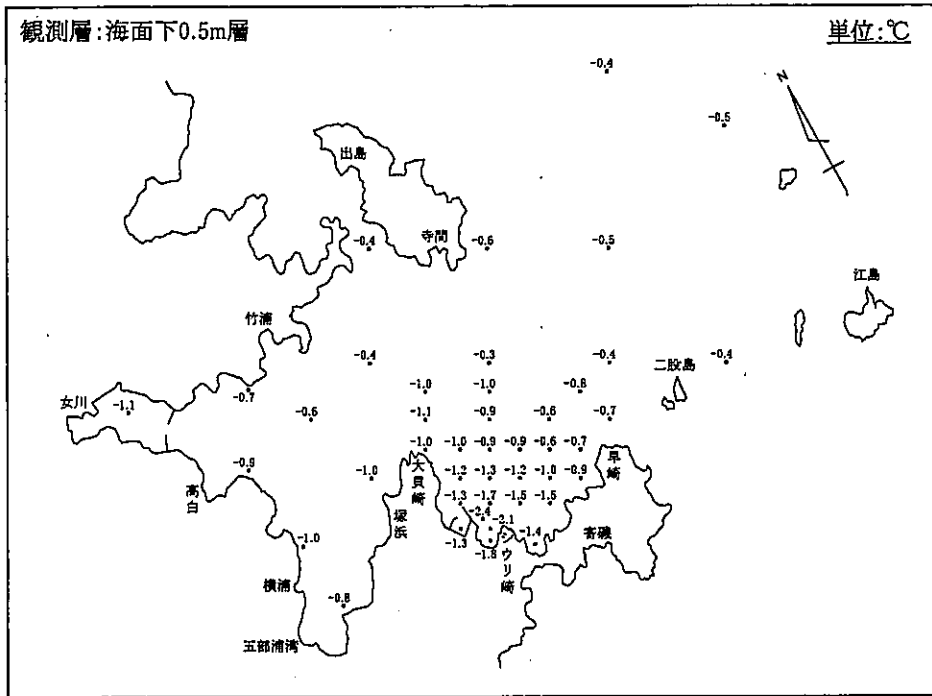 観測層:海面下0.5m層
単位:℃
-0.4
N
-0.5
出島
寺間
-0.4
-0.6
-0.5
江島
竹浦
-0.4
-0.3
-0.4
-0.4
二股島
-1.0
-1.0
-0.8
女川
-0.7
-1.1
-0.6
-1.1
-0.9
-0.6
-0.7
-1.0
-1.0
-0.9
-0.9
-0.6
-0.7
早崎
-0.9
-1.0
大貝崎
-1.2
-1.3
-1.2
-1.0
-0.9
高白
-1.3
-1.7
-1.5
-1.5
塚浜
-2.4
-2.1
寄磯
-1.0
-1.3
-1.8
シウリ崎
-1.4
横浦
-0.8
五部浦湾